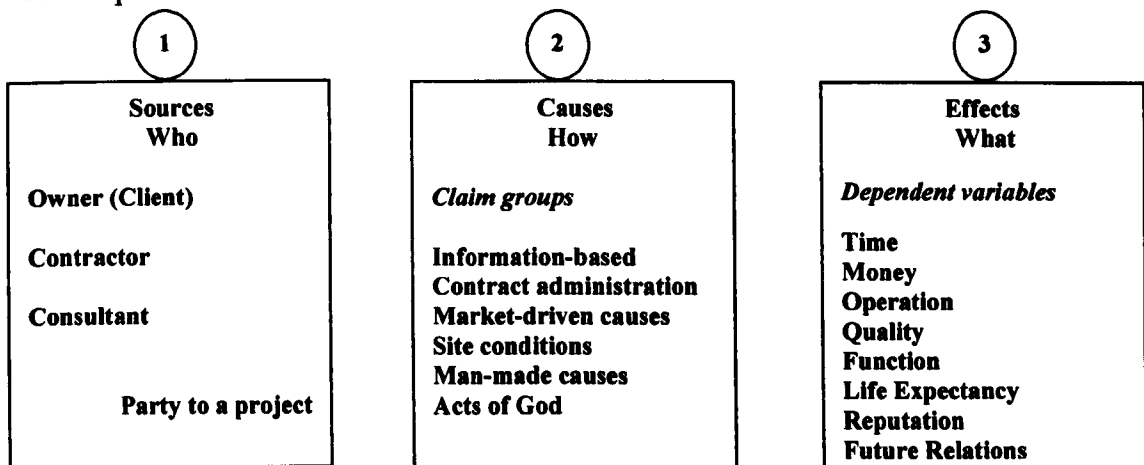 1
Sources
Who
Owner (Client)
Contractor
Consultant
Party to a project
2
Causes
How
Claim groups
Information-based
Contract administration
Market-driven causes
Site conditions
Man-made causes
Acts of God
3
Effects
What
Dependent variables
Time
Money
Operation
Quality
Function
Life Expectancy
Reputation
Future Relations